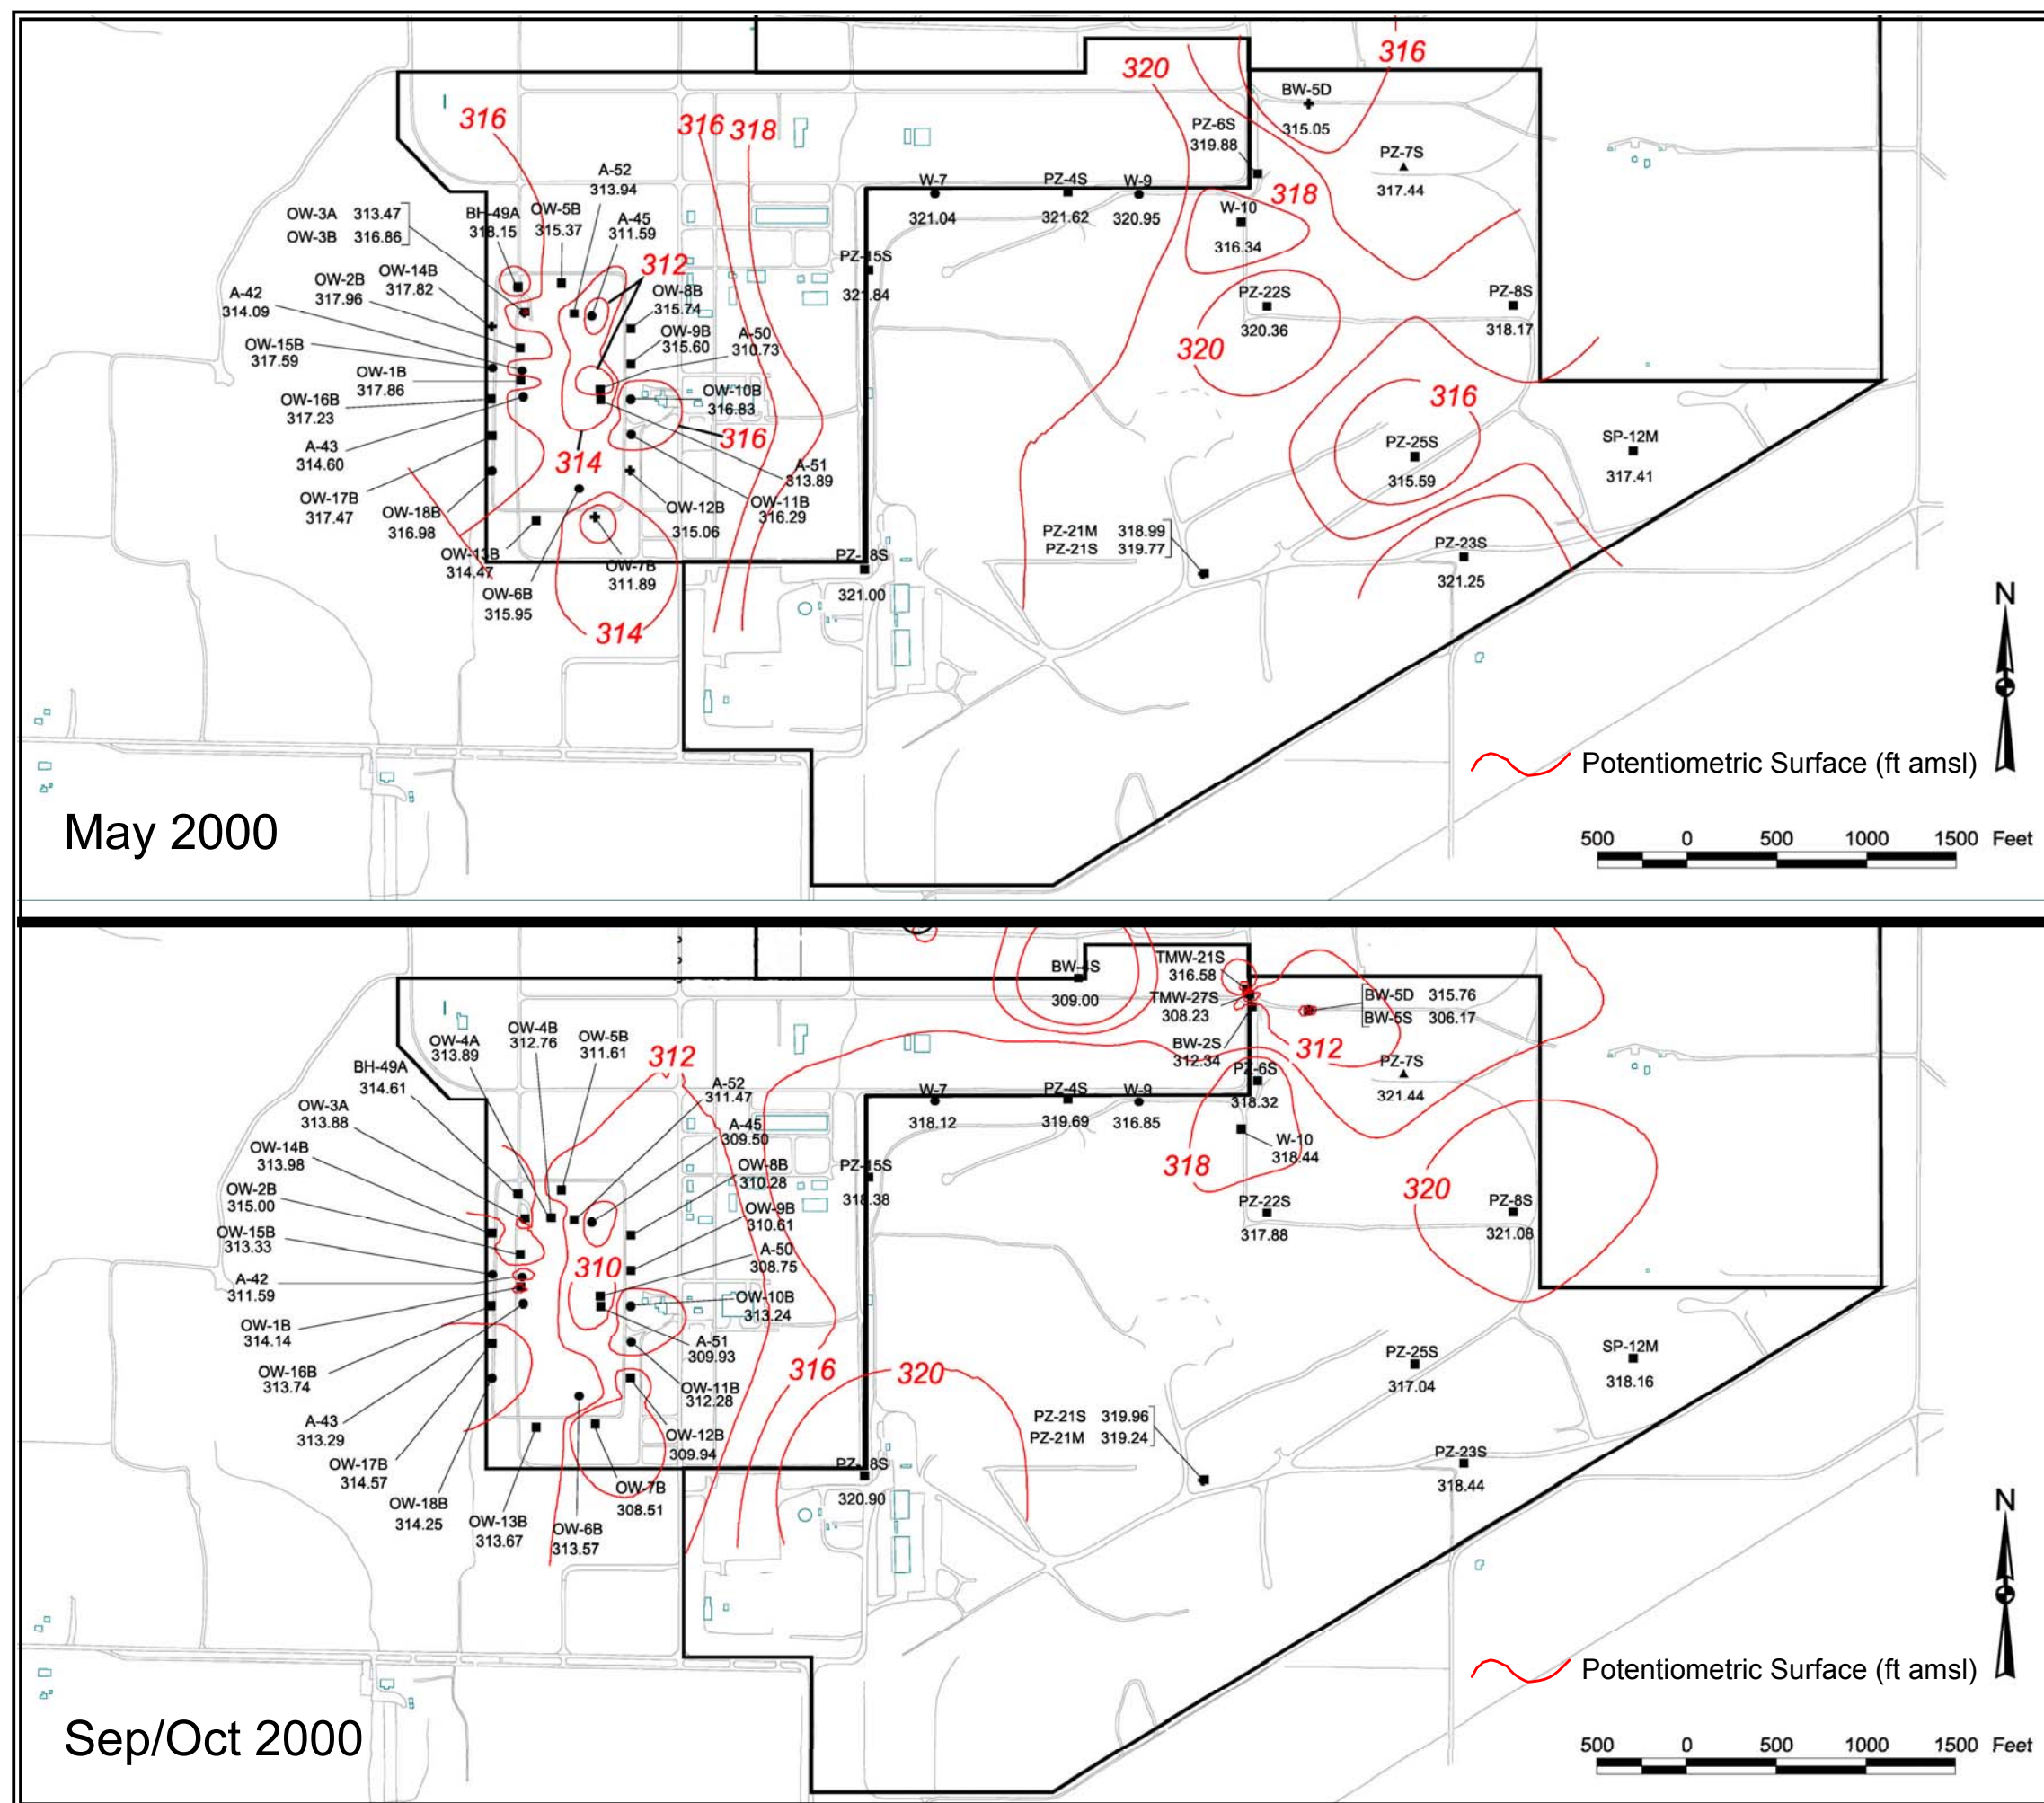 316
320
BW-5D
315.05
316
316 318
PZ-6S
319.88
PZ-7S
317.44
A-52
313.94
W-7
321.04
PZ-4S
321.62
W-9
320.95
318
W-10
316.34
OW-3A 313.47
OW-3B 316.86
BH-49A
318.15
OW-5B
315.37
A-45
311.59
OW-14B
317.82
OW-2B
317.96
312
PZ-15S
321.84
A-42
314.09
OW-8B
315.74
PZ-22S
320.36
PZ-8S
318.17
OW-15B
317.59
OW-9B
315.60
A-50
310.73
320
OW-1B
317.86
OW-16B
317.23
OW-10B
316.83
316
A-43
314.60
316
SP-12M
317.41
PZ-25S
315.59
314
A-51
313.89
OW-17B
317.47
OW-18B
316.98
OW-12B
315.06
OW-11B
316.29
PZ-21M 318.99
PZ-21S 319.77
PZ-23S
321.25
OW-13B
314.47
OW-7B
311.89
PZ-18S
321.00
OW-6B
315.95
314
N
Potentiometric Surface (ft amsl)
May 2000
500 0 500 1000 1500 Feet
BW-4S
309.00
TMW-21S
316.58
TMW-27S
308.23
BW-5D 315.76
BW-5S 306.17
BW-2S
312.34
312
OW-4A
313.89
OW-4B
312.76
OW-5B
311.61
312
PZ-7S
321.44
BH-49A
314.61
A-52
311.47
W-7
318.12
PZ-4S
319.69
W-9
316.85
PZ-6S
318.32
OW-3A
313.88
A-45
309.50
W-10
318.44
OW-14B
313.98
OW-8B
310.28
PZ-15S
318.38
318
320
OW-2B
315.00
OW-9B
310.61
PZ-22S
317.88
PZ-8S
321.08
OW-15B
313.33
310
A-50
308.75
A-42
311.59
OW-10B
313.24
OW-1B
314.14
A-51
309.93
OW-16B
313.74
316
320
PZ-25S
317.04
SP-12M
318.16
OW-11B
312.28
A-43
313.29
OW-12B
309.94
PZ-21S 319.96
PZ-21M 319.24
OW-17B
314.57
PZ-18S
320.90
PZ-23S
318.44
OW-18B
314.25
OW-13B
313.67
OW-6B
313.57
OW-7B
308.51
N
Potentiometric Surface (ft amsl)
Sep/Oct 2000
500 0 500 1000 1500 Feet